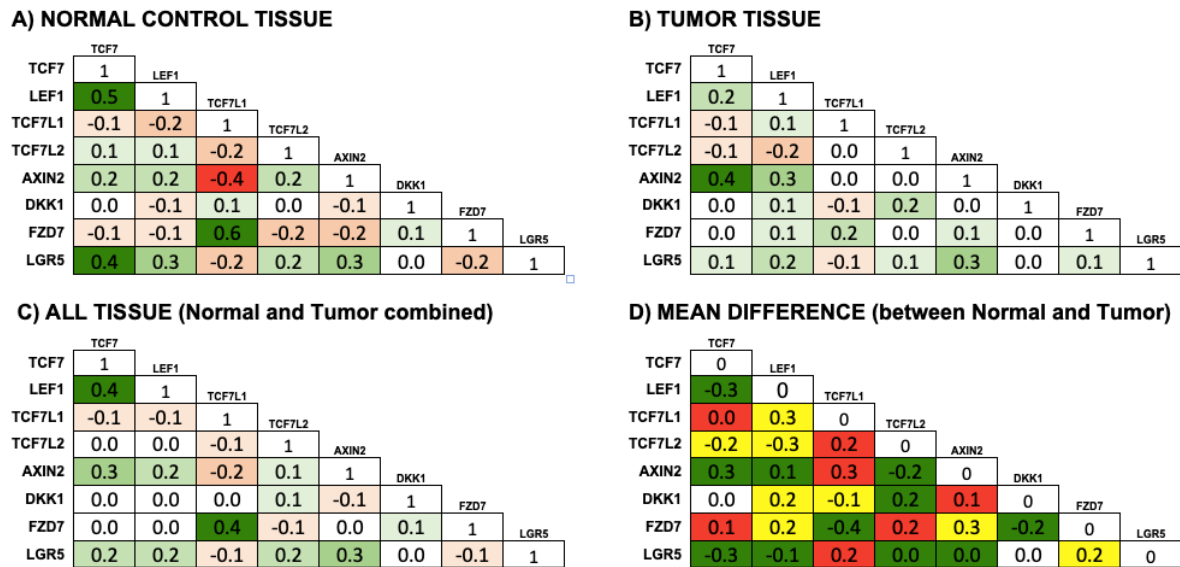 A) NORMAL CONTROL TISSUE
TCF7
TCF7 1 LEF1
LEF1 0.5 1 TCF7L1
TCF7L1 -0.1 -0.2 1 TCF7L2
TCF7L2 0.1 0.1 -0.2 1 AXIN2
AXIN2 0.2 0.2 -0.4 0.2 1 DKK1
DKK1 0.0 -0.1 0.1 0.0 -0.1 1 FZD7
FZD7 -0.1 -0.1 0.6 -0.2 -0.2 0.1 1 LGR5
LGR5 0.4 0.3 -0.2 0.2 0.3 0.0 -0.2 1
B) TUMOR TISSUE
TCF7
TCF7 1 LEF1
LEF1 0.2 1 TCF7L1
TCF7L1 -0.1 0.1 1 TCF7L2
TCF7L2 -0.1 -0.2 0.0 1 AXIN2
AXIN2 0.4 0.3 0.0 0.0 1 DKK1
DKK1 0.0 0.1 -0.1 0.2 0.0 1 FZD7
FZD7 0.0 0.1 0.2 0.0 0.1 0.0 1 LGR5
LGR5 0.1 0.2 -0.1 0.1 0.3 0.0 0.1 1
C) ALL TISSUE (Normal and Tumor combined)
TCF7
TCF7 1 LEF1
LEF1 0.4 1 TCF7L1
TCF7L1 -0.1 -0.1 1 TCF7L2
TCF7L2 0.0 0.0 -0.1 1 AXIN2
AXIN2 0.3 0.2 -0.2 0.1 1 DKK1
DKK1 0.0 0.0 0.0 0.1 -0.1 1 FZD7
FZD7 0.0 0.0 0.4 -0.1 0.0 0.1 1 LGR5
LGR5 0.2 0.2 -0.1 0.2 0.3 0.0 -0.1 1
D) MEAN DIFFERENCE (between Normal and Tumor)
TCF7
TCF7 0 LEF1
LEF1 -0.3 0 TCF7L1
TCF7L1 0.0 0.3 0 TCF7L2
TCF7L2 -0.2 -0.3 0.2 0 AXIN2
AXIN2 0.3 0.1 0.3 -0.2 0 DKK1
DKK1 0.0 0.2 -0.1 0.2 0.1 0 FZD7
FZD7 0.1 0.2 -0.4 0.2 0.3 -0.2 0 LGR5
LGR5 -0.3 -0.1 0.2 0.0 0.0 0.0 0.2 0